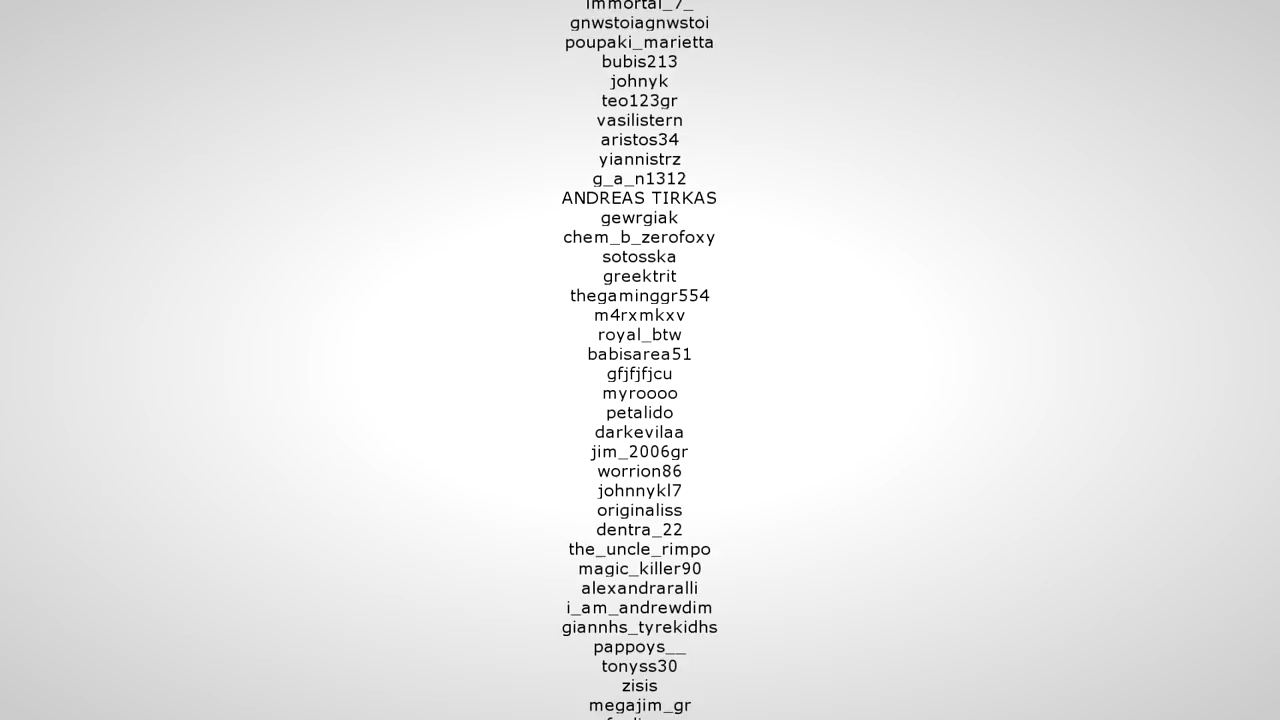 immortal_7_
gnwstoiagnwstoi
poupaki_marietta
bubis213
johnyk
teo123gr
vasilistern
aristos34
yiannistrz
g_a_n1312
ANDREAS TIRKAS
gewrgiak
chem_b_zerofoxy
sotosska
greektrit
thegaminggr554
m4rxmkxv
royal_btw
babisarea51
gfjfjfjcu
myroooo
petalido
darkevilaa
jim_2006gr
worrion86
johnnykl7
originaliss
dentra_22
the_uncle_rimpo
magic_killer90
alexandraralli
i_am_andrewdim
giannhs_tyrekidhs
pappoys__
tonyss30
zisis
megajim_gr